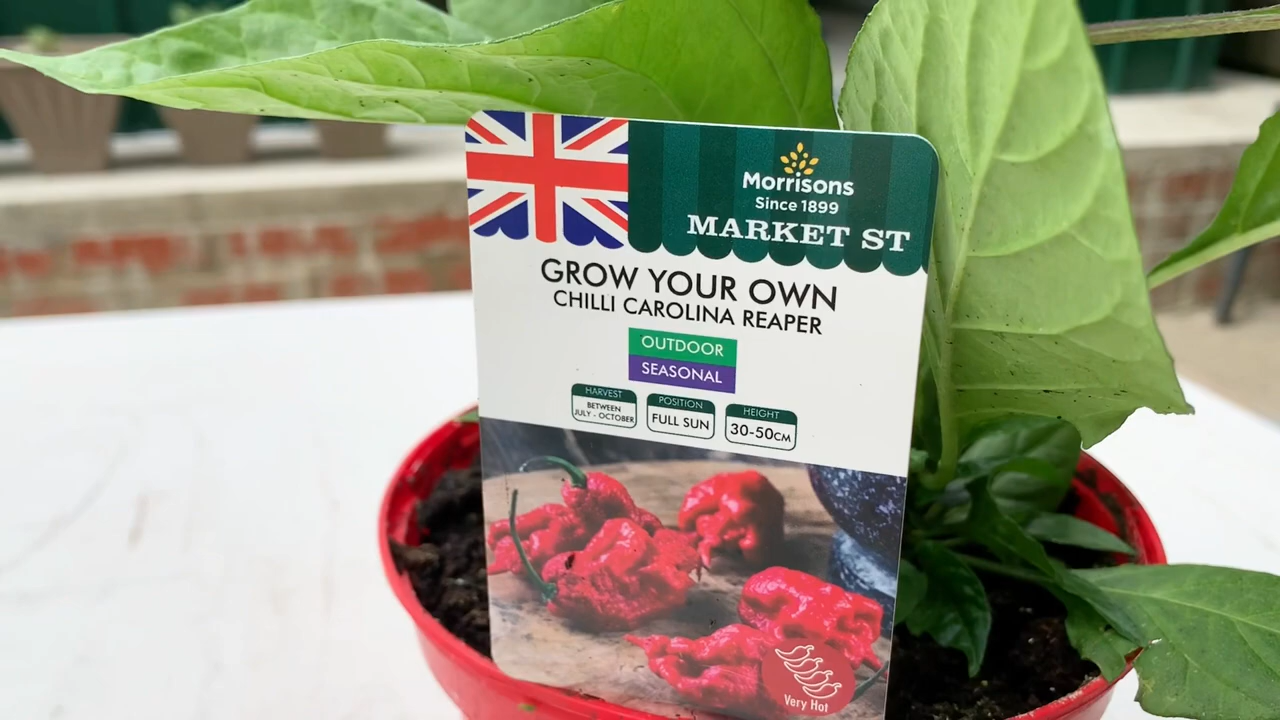 Morrisons
Since 1899
MARKET ST
GROW YOUR OWN
CHILLI CAROLINA REAPER
OUTDOOR
SEASONAL
HARVEST
BETWEEN
JULY - OCTOBER
POSITION
FULL SUN
HEIGHT
30-50CM
Very Hot